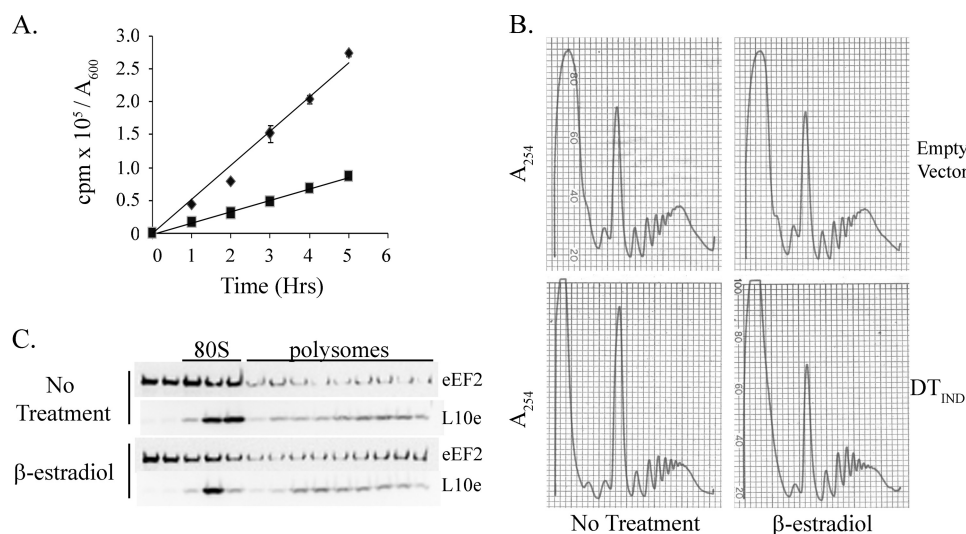 A.
3.0
2.5
2.0
1.5
1.0
0.5
0
cpm x 10⁵ / A₆₀₀
0 1 2 3 4 5 6
Time (Hrs)
B.
A₂₅₄
80
60
40
20
Empty
Vector
A₂₅₄
100
80
60
40
20
DT_IND
No Treatment
β-estradiol
C.
80S
polysomes
No
Treatment
eEF2
L10e
β-estradiol
eEF2
L10e